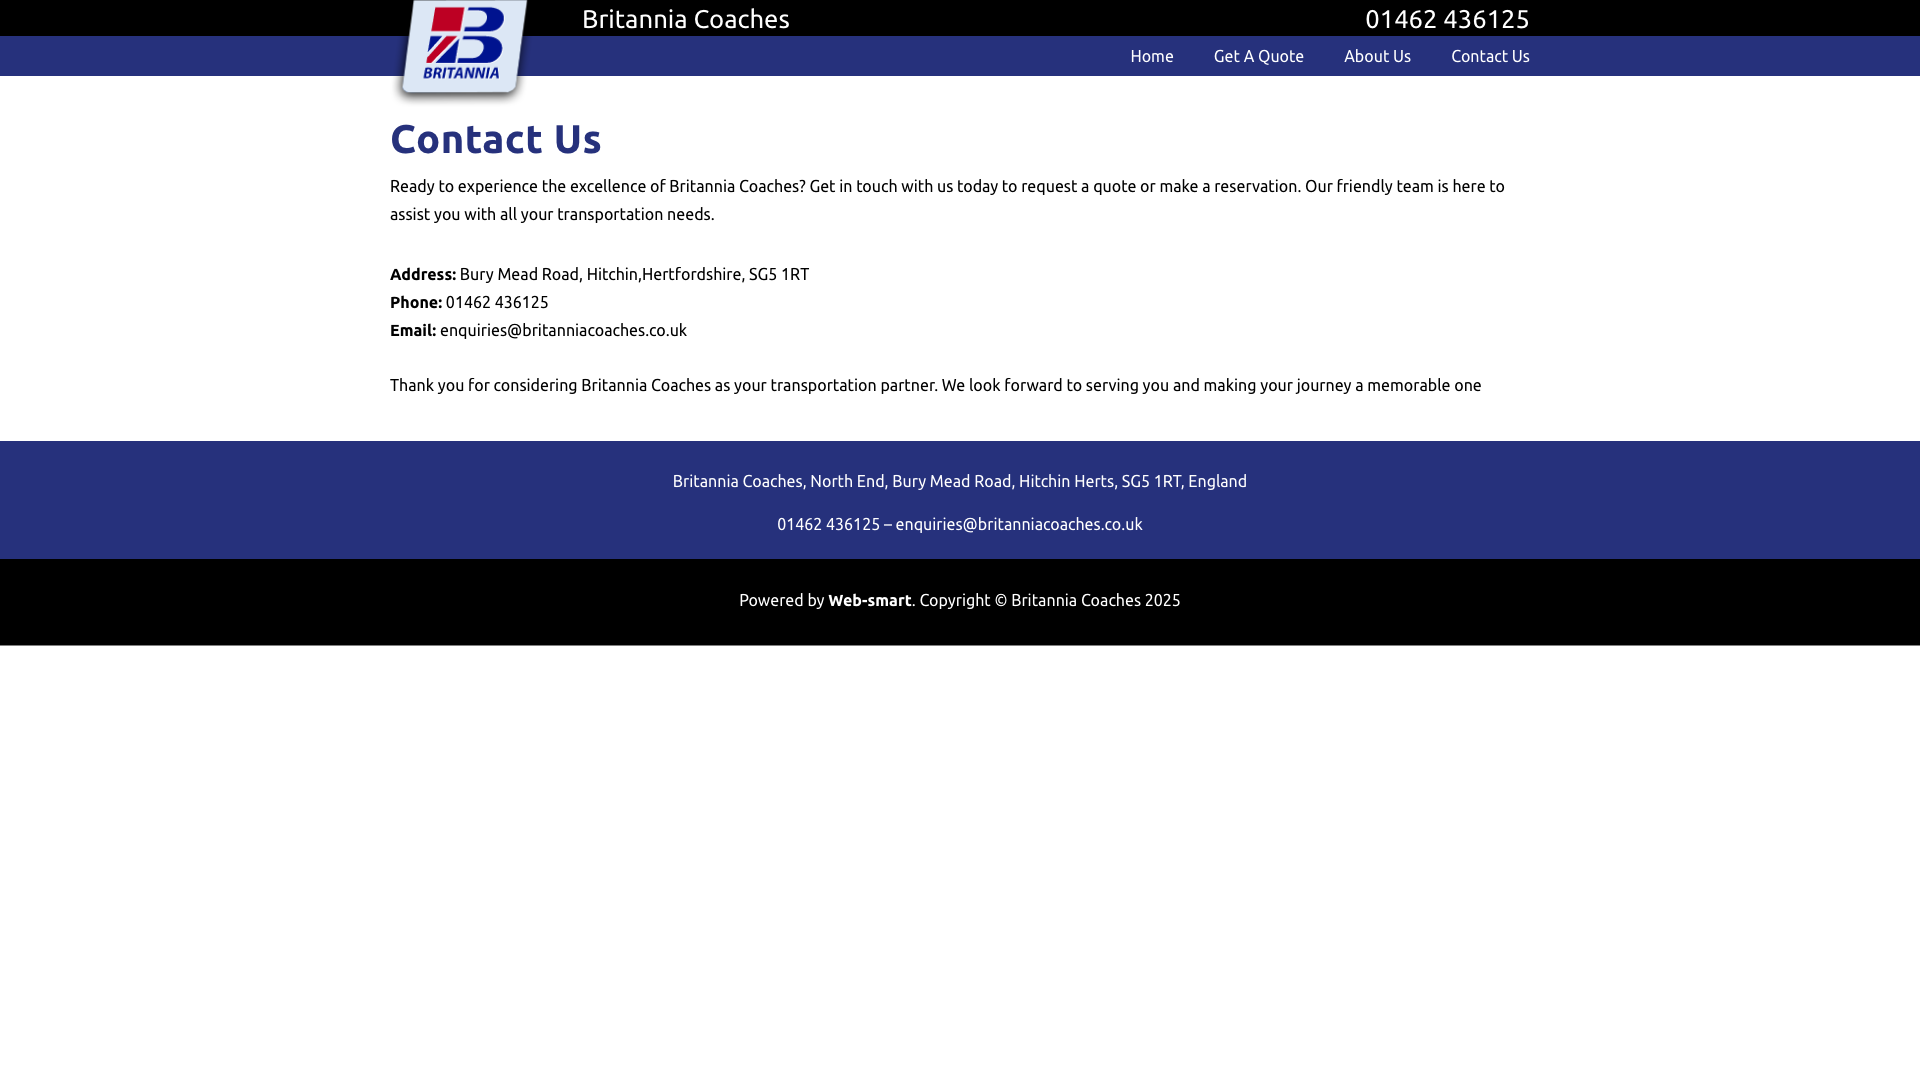 BRITANNIA
Britannia Coaches
01462 436125
Home
Get A Quote
About Us
Contact Us
Contact Us
Ready to experience the excellence of Britannia Coaches? Get in touch with us today to request a quote or make a reservation. Our friendly team is here to
assist you with all your transportation needs.
Address: Bury Mead Road, Hitchin,Hertfordshire, SG5 1RT
Phone: 01462 436125
Email: enquiries@britanniacoaches.co.uk
Thank you for considering Britannia Coaches as your transportation partner. We look forward to serving you and making your journey a memorable one
Britannia Coaches, North End, Bury Mead Road, Hitchin Herts, SG5 1RT, England
01462 436125 – enquiries@britanniacoaches.co.uk
Powered by Web-smart. Copyright © Britannia Coaches 2025